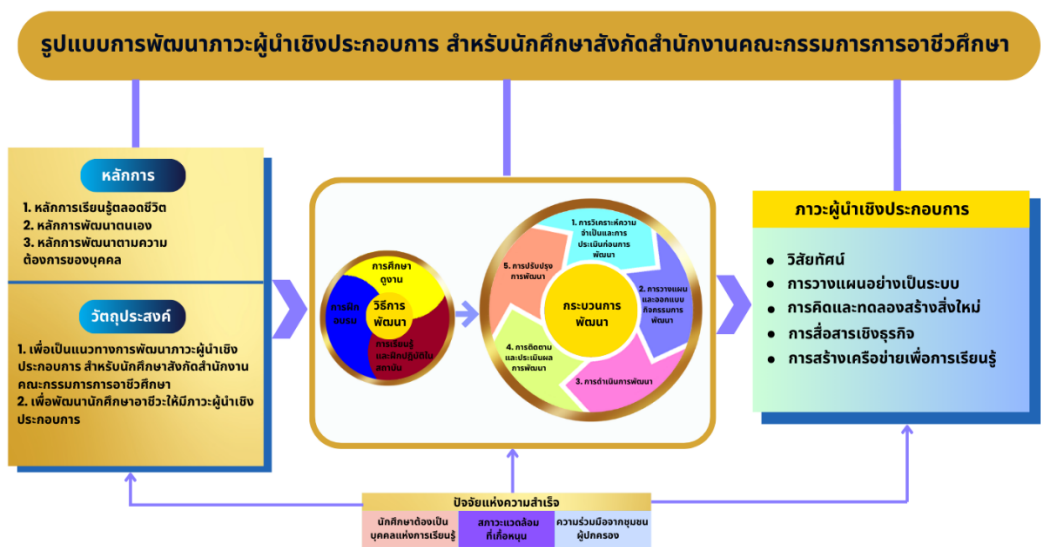 รูปแบบการพัฒนาภาวะผู้นำเชิงประกอบการ สำหรับนักศึกษาสังกัดสำนักงานคณะกรรมการการอาชีวศึกษา
หลักการ
1. หลักการเรียนรู้ตลอดชีวิต
2. หลักการพัฒนาตนเอง
3. หลักการพัฒนาตามความ
ต้องการของบุคคล
วัตถุประสงค์
1. เพื่อเป็นแนวทางการพัฒนาภาวะผู้นำเชิง
ประกอบการ สำหรับนักศึกษาสังกัดสำนักงาน
คณะกรรมการการอาชีวศึกษา
2. เพื่อพัฒนานักศึกษาอาชีวะให้มีภาวะผู้นำเชิง
ประกอบการ
การศึกษา
ดูงาน
การฝึก
อบรม
วิธีการ
พัฒนา
การเรียนรู้
และฝึกปฏิบัติใน
สถาบัน
1. การวิเคราะห์ความ
จำเป็นและการ
ประเมินก่อนการ
พัฒนา
2. การวางแผน
และออกแบบ
กิจกรรมการ
พัฒนา
3. การดำเนินการพัฒนา
4. การติดตาม
และประเมินผล
การพัฒนา
5. การปรับปรุง
การพัฒนา
กระบวนการ
พัฒนา
ภาวะผู้นำเชิงประกอบการ
● วิสัยทัศน์
● การวางแผนอย่างเป็นระบบ
● การคิดและทดลองสร้างสิ่งใหม่
● การสื่อสารเชิงธุรกิจ
● การสร้างเครือข่ายเพื่อการเรียนรู้
ปัจจัยแห่งความสำเร็จ
นักศึกษาต้องเป็น
บุคคลแห่งการเรียนรู้
สภาวะแวดล้อม
ที่เกื้อหนุน
ความร่วมมือจากชุมชน
ผู้ปกครอง